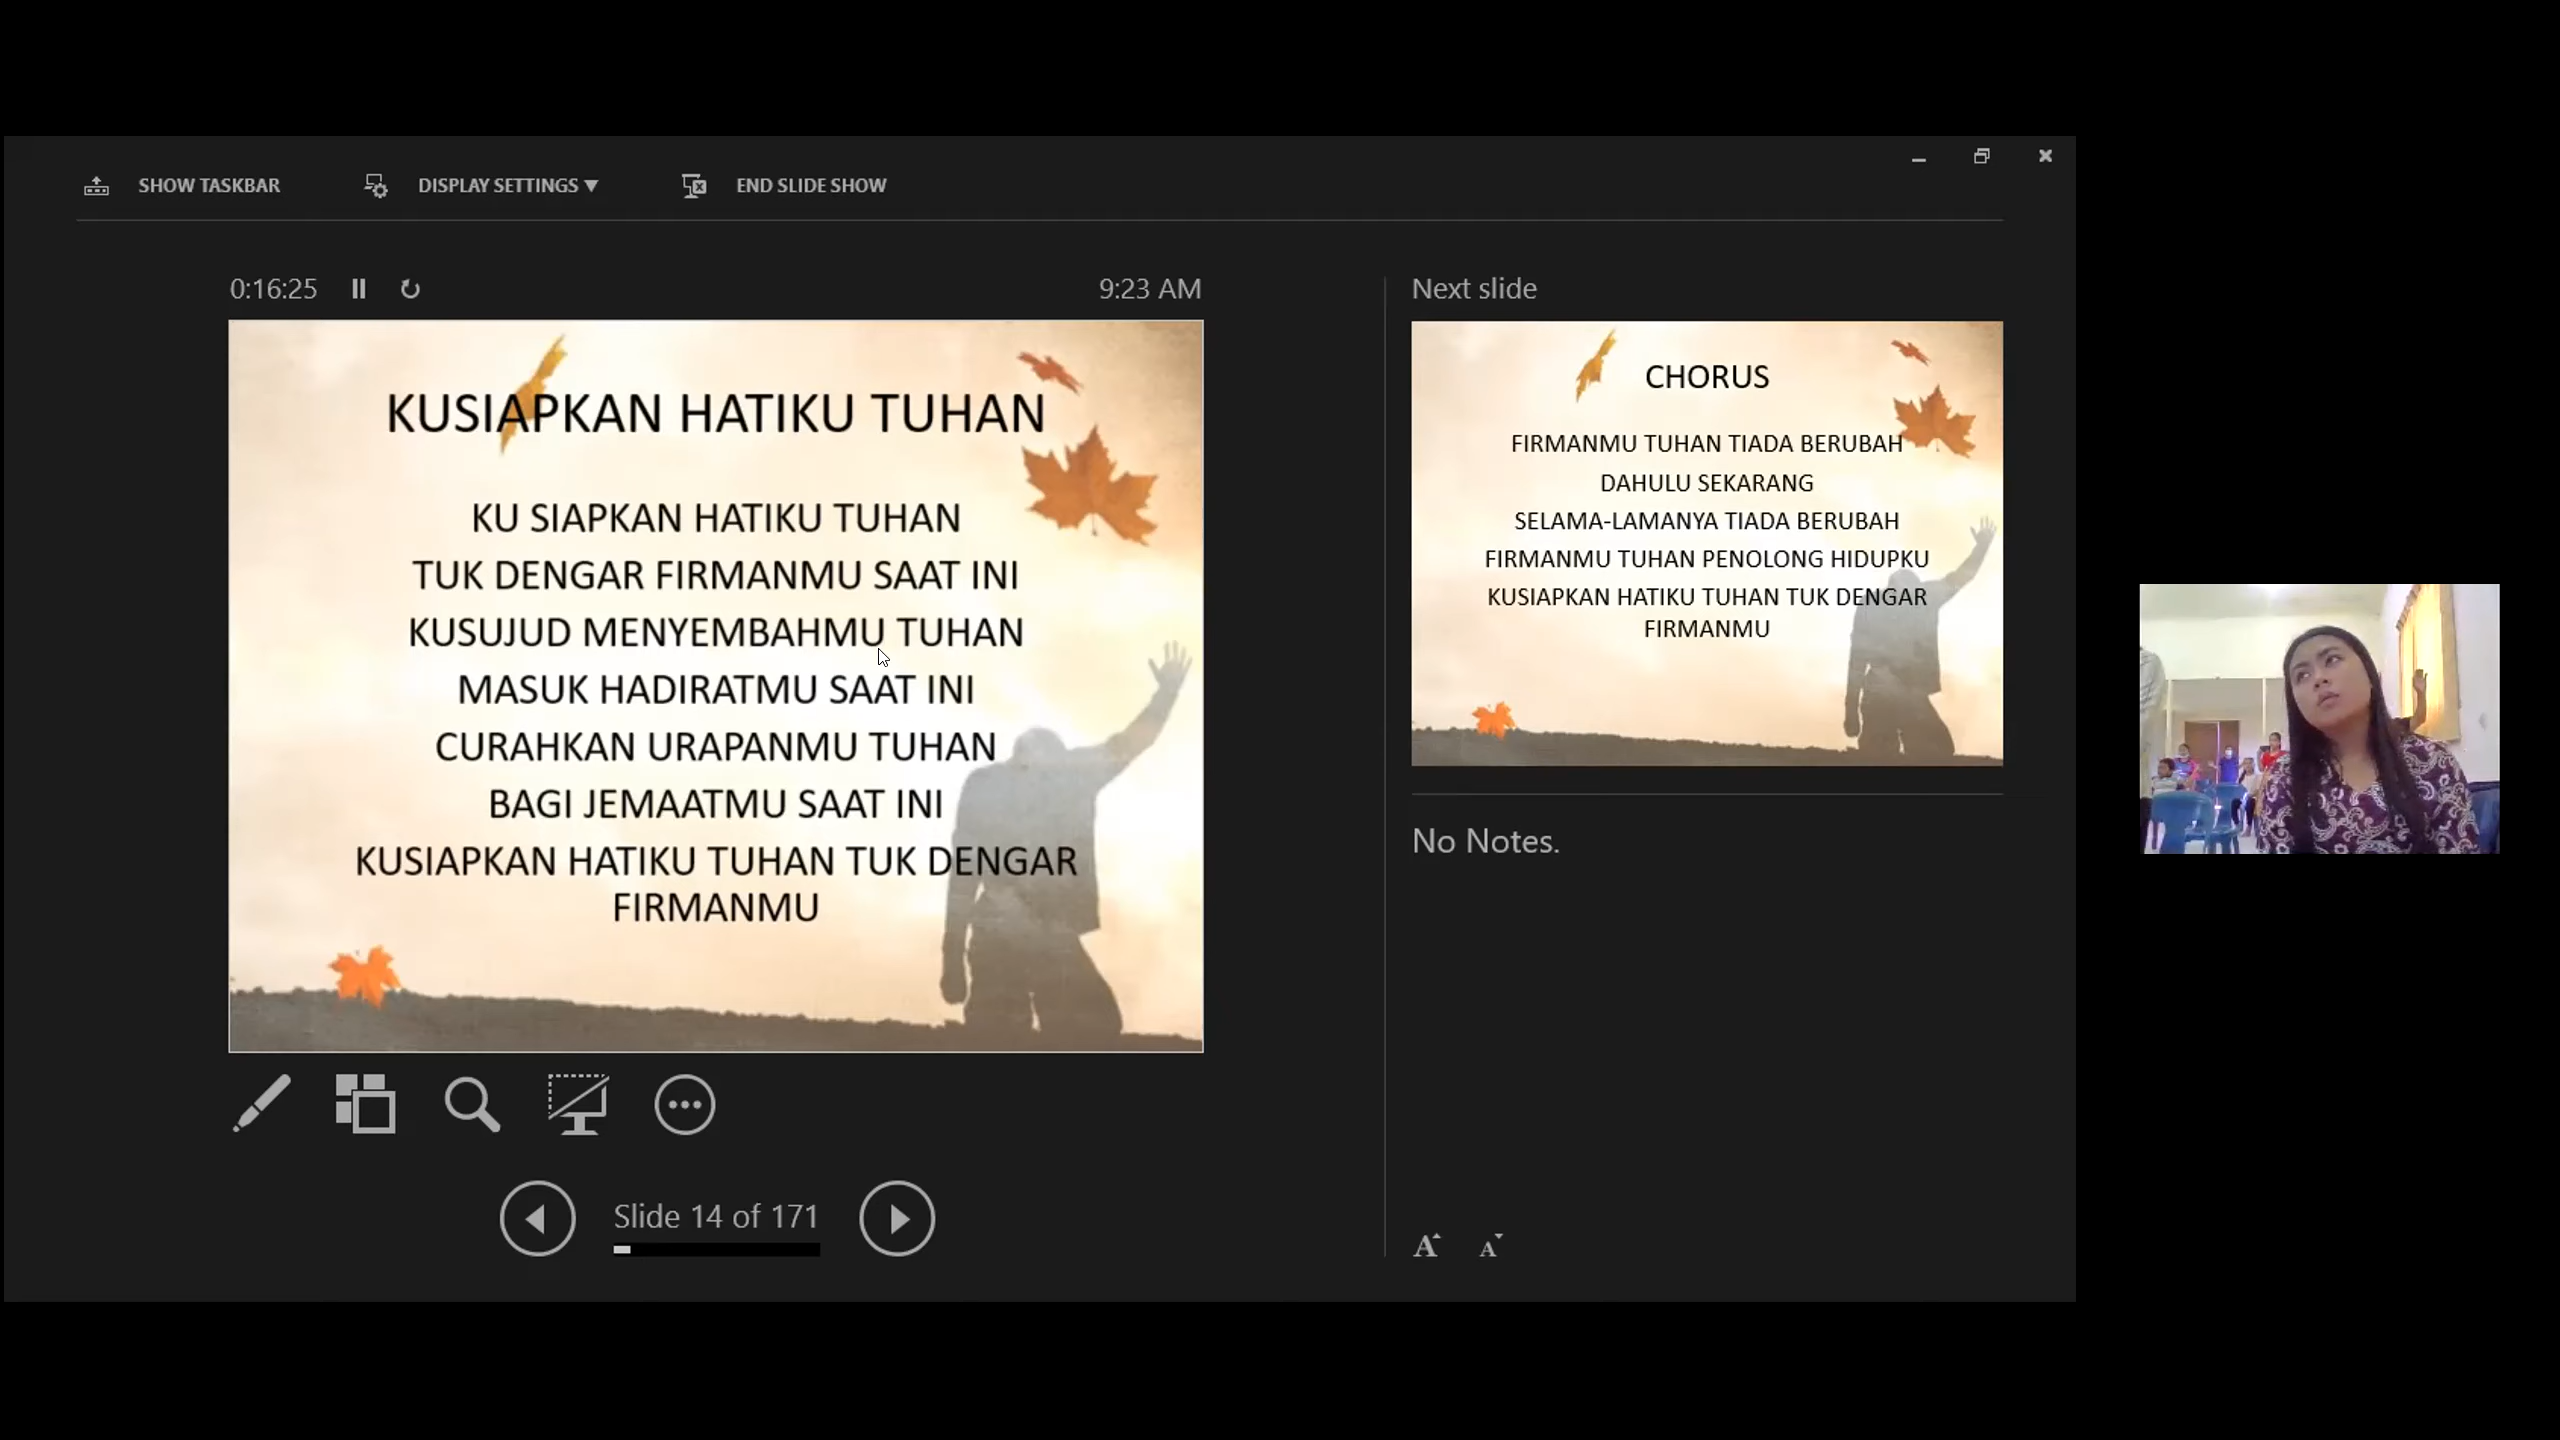 SHOW TASKBAR
DISPLAY SETTINGS ▼
END SLIDE SHOW
0:16:25
9:23 AM
KUSIAPKAN HATIKU TUHAN
KU SIAPKAN HATIKU TUHAN
TUK DENGAR FIRMANMU SAAT INI
KUSUJUD MENYEMBAHMU TUHAN
MASUK HADIRATMU SAAT INI
CURAHKAN URAPANMU TUHAN
BAGI JEMAATMU SAAT INI
KUSIAPKAN HATIKU TUHAN TUK DENGAR
FIRMANMU
Slide 14 of 171
Next slide
CHORUS
FIRMANMU TUHAN TIADA BERUBAH
DAHULU SEKARANG
SELAMA-LAMANYA TIADA BERUBAH
FIRMANMU TUHAN PENOLONG HIDUPKU
KUSIAPKAN HATIKU TUHAN TUK DENGAR
FIRMANMU
No Notes.
A A